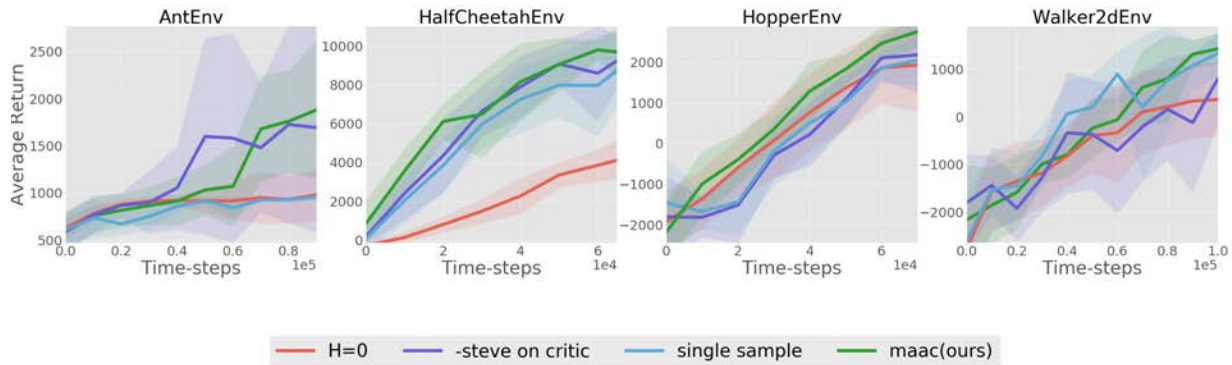 AntEnv HalfCheetahEnv HopperEnv Walker2dEnv
Average Return
2500
2000
1500
1000
500
0.0 0.2 0.4 0.6 0.8
1e5
Time-steps
10000
8000
6000
4000
2000
0
0 2 4 6
1e4
Time-steps
2000
1000
0
−1000
−2000
0 2 4 6
1e4
Time-steps
1000
0
−1000
−2000
0.0 0.2 0.4 0.6 0.8 1.0
1e5
Time-steps
H=0 -steve on critic single sample maac(ours)